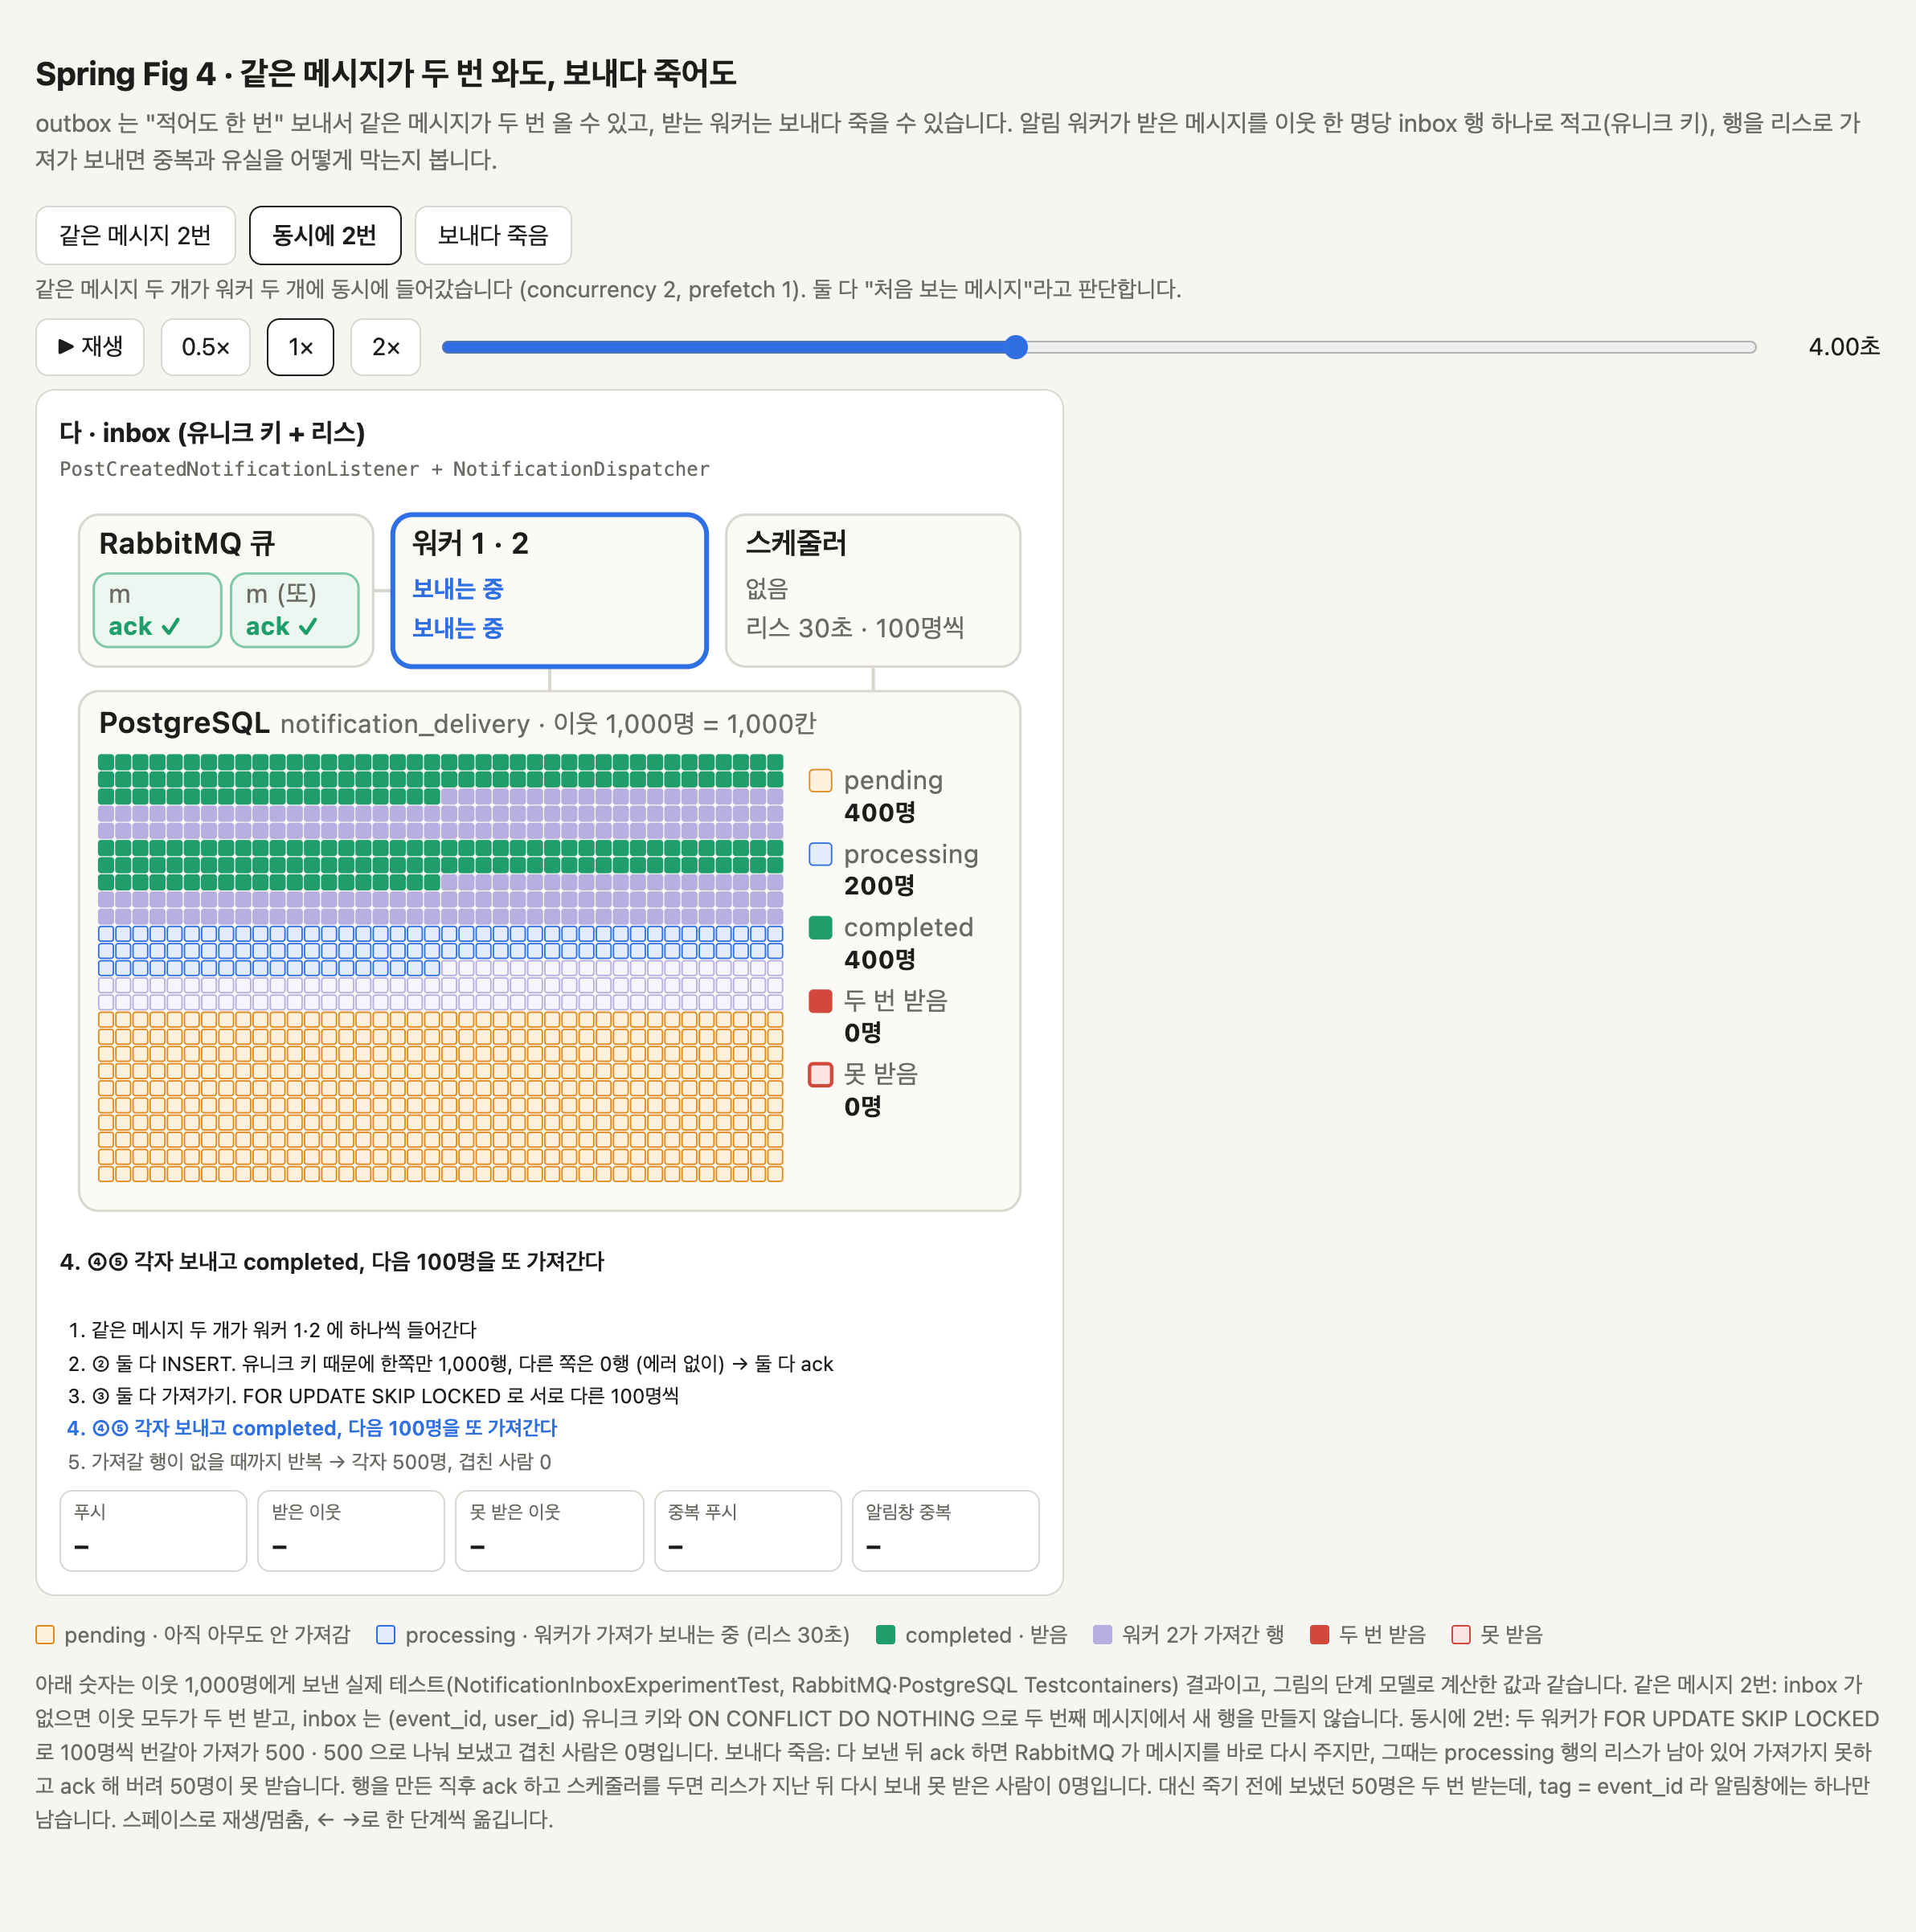 Spring Fig 4 · 같은 메시지가 두 번 와도, 보내다 죽어도
outbox 는 "적어도 한 번" 보내서 같은 메시지가 두 번 올 수 있고, 받는 워커는 보내다 죽을 수 있습니다. 알림 워커가 받은 메시지를 이웃 한 명당 inbox 행 하나로 적고(유니크 키), 행을 리스로 가
져가 보내면 중복과 유실을 어떻게 막는지 봅니다.
같은 메시지 2번
동시에 2번
보내다 죽음
같은 메시지 두 개가 워커 두 개에 동시에 들어갔습니다 (concurrency 2, prefetch 1). 둘 다 "처음 보는 메시지"라고 판단합니다.
▶ 재생
0.5×
1×
2×
4.00초
다 · inbox (유니크 키 + 리스)
PostCreatedNotificationListener + NotificationDispatcher
RabbitMQ 큐
m
ack ✓
m (또)
ack ✓
워커 1 · 2
보내는 중
보내는 중
스케줄러
없음
리스 30초 · 100명씩
PostgreSQL notification_delivery · 이웃 1,000명 = 1,000칸
pending
400명
processing
200명
completed
400명
두 번 받음
0명
못 받음
0명
4. ④⑤ 각자 보내고 completed, 다음 100명을 또 가져간다
1. 같은 메시지 두 개가 워커 1·2 에 하나씩 들어간다
2. ② 둘 다 INSERT. 유니크 키 때문에 한쪽만 1,000행, 다른 쪽은 0행 (에러 없이) → 둘 다 ack
3. ③ 둘 다 가져가기. FOR UPDATE SKIP LOCKED 로 서로 다른 100명씩
4. ④⑤ 각자 보내고 completed, 다음 100명을 또 가져간다
5. 가져갈 행이 없을 때까지 반복 → 각자 500명, 겹친 사람 0
푸시
–
받은 이웃
–
못 받은 이웃
–
중복 푸시
–
알림창 중복
–
pending · 아직 아무도 안 가져감
processing · 워커가 가져가 보내는 중 (리스 30초)
completed · 받음
워커 2가 가져간 행
두 번 받음
못 받음
아래 숫자는 이웃 1,000명에게 보낸 실제 테스트(NotificationInboxExperimentTest, RabbitMQ·PostgreSQL Testcontainers) 결과이고, 그림의 단계 모델로 계산한 값과 같습니다. 같은 메시지 2번: inbox 가
없으면 이웃 모두가 두 번 받고, inbox 는 (event_id, user_id) 유니크 키와 ON CONFLICT DO NOTHING 으로 두 번째 메시지에서 새 행을 만들지 않습니다. 동시에 2번: 두 워커가 FOR UPDATE SKIP LOCKED
로 100명씩 번갈아 가져가 500 · 500 으로 나눠 보냈고 겹친 사람은 0명입니다. 보내다 죽음: 다 보낸 뒤 ack 하면 RabbitMQ 가 메시지를 바로 다시 주지만, 그때는 processing 행의 리스가 남아 있어 가져가지 못하
고 ack 해 버려 50명이 못 받습니다. 행을 만든 직후 ack 하고 스케줄러를 두면 리스가 지난 뒤 다시 보내 못 받은 사람이 0명입니다. 대신 죽기 전에 보냈던 50명은 두 번 받는데, tag = event_id 라 알림창에는 하나만
남습니다. 스페이스로 재생/멈춤, ← →로 한 단계씩 옮깁니다.